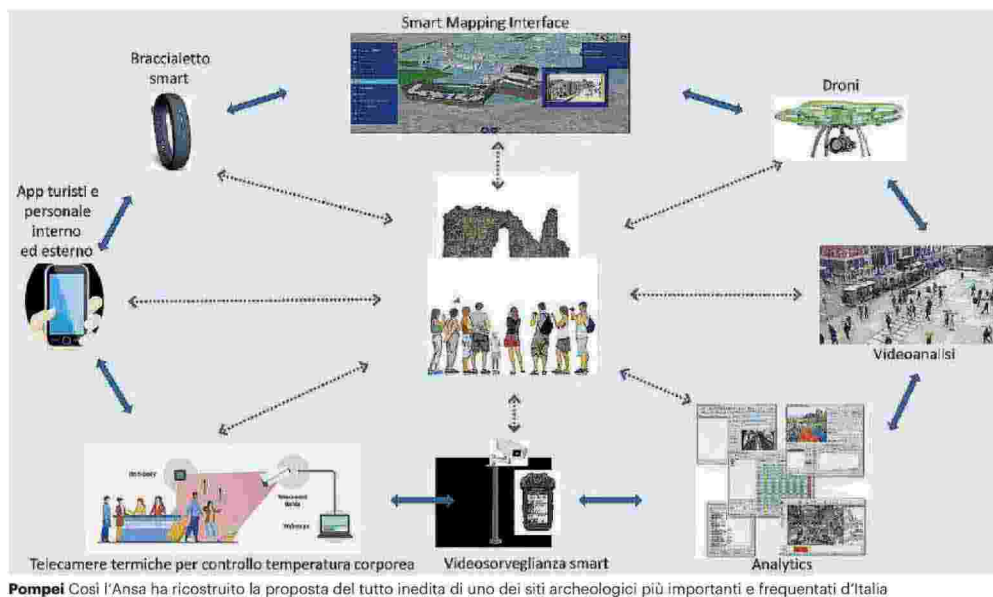 Smart Mapping Interface
Braccialetto
smart
Droni
App turisti e
personale
interno
ed esterno
Videoanalisi
Telecamere termiche per controllo temperatura corporea
Videosorveglianza smart
Analytics
Pompei Così l'Ansa ha ricostruito la proposta del tutto inedita di uno dei siti archeologici più importanti e frequentati d'Italia